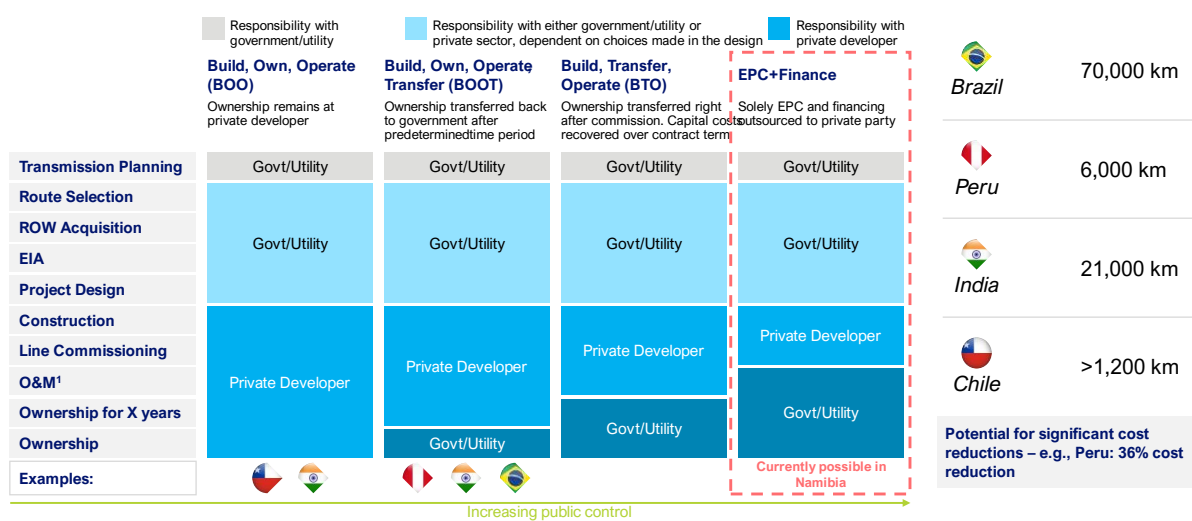 Responsibility with
government/utility
Responsibility with either government/utility or
private sector, dependent on choices made in the design
Responsibility with
private developer
Build, Own, Operate
(BOO)
Ownership remains at
private developer
Build, Own, Operate,
Transfer (BOOT)
Ownership transferred back
to government after
predeterminedtime period
Build, Transfer,
Operate (BTO)
Ownership transferred right
after commission. Capital costs
recovered over contract term
EPC+Finance
Solely EPC and financing
outsourced to private party
Transmission Planning
Route Selection
ROW Acquisition
EIA
Project Design
Construction
Line Commissioning
O&M¹
Ownership for X years
Ownership
Examples:
Govt/Utility
Govt/Utility
Private Developer
Govt/Utility
Govt/Utility
Private Developer
Govt/Utility
Govt/Utility
Govt/Utility
Private Developer
Govt/Utility
Govt/Utility
Govt/Utility
Private Developer
Govt/Utility
Currently possible in
Namibia
Increasing public control
Brazil
70,000 km
Peru
6,000 km
India
21,000 km
Chile
>1,200 km
Potential for significant cost
reductions – e.g., Peru: 36% cost
reduction